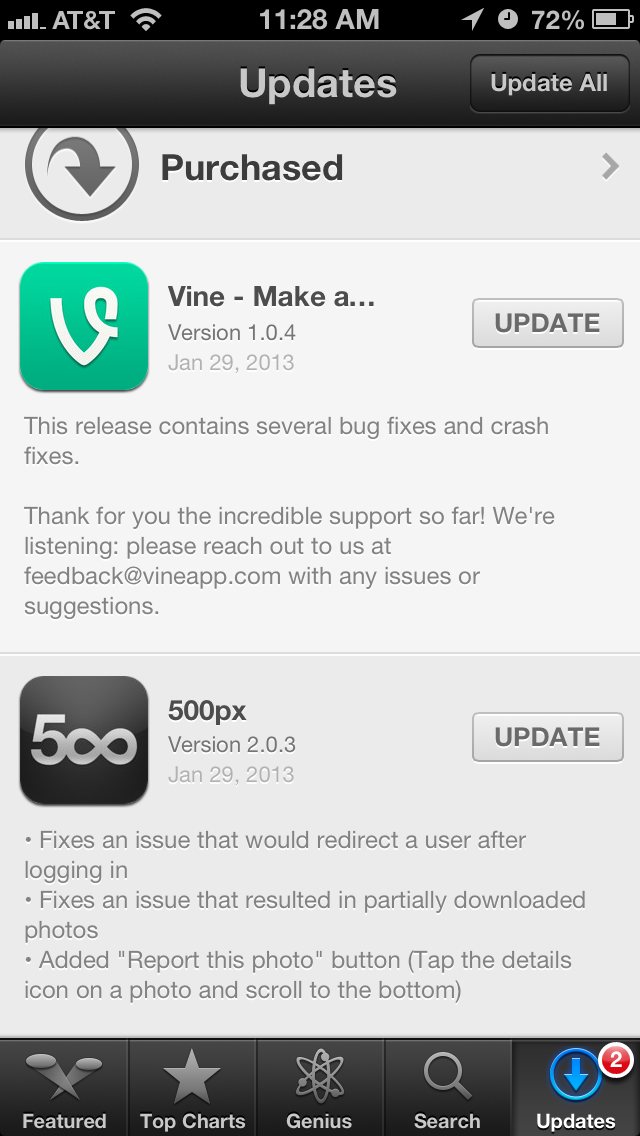 AT&T 11:28 AM 72%
Updates
Update All
Purchased
Vine - Make a...
Version 1.0.4
Jan 29, 2013
UPDATE
This release contains several bug fixes and crash
fixes.
Thank for you the incredible support so far! We're
listening: please reach out to us at
feedback@vineapp.com with any issues or
suggestions.
500
500px
Version 2.0.3
Jan 29, 2013
UPDATE
• Fixes an issue that would redirect a user after
logging in
• Fixes an issue that resulted in partially downloaded
photos
• Added "Report this photo" button (Tap the details
icon on a photo and scroll to the bottom)
2
Featured Top Charts Genius Search Updates